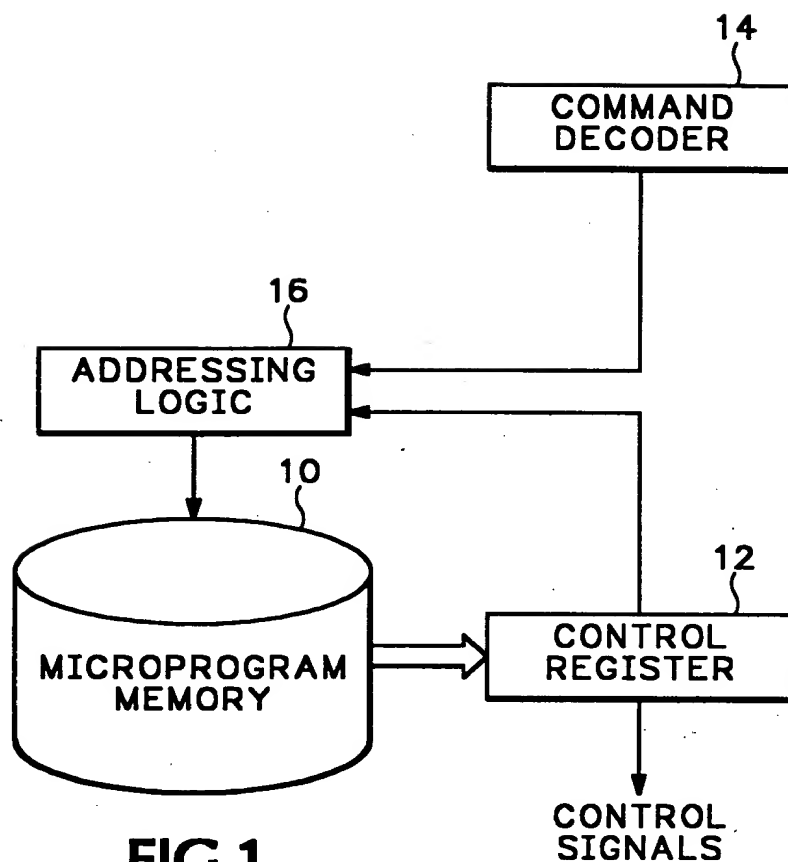 14
COMMAND
DECODER
16
ADDRESSING
LOGIC
10
MICROPROGRAM
MEMORY
12
CONTROL
REGISTER
CONTROL
SIGNALS
FIG.1